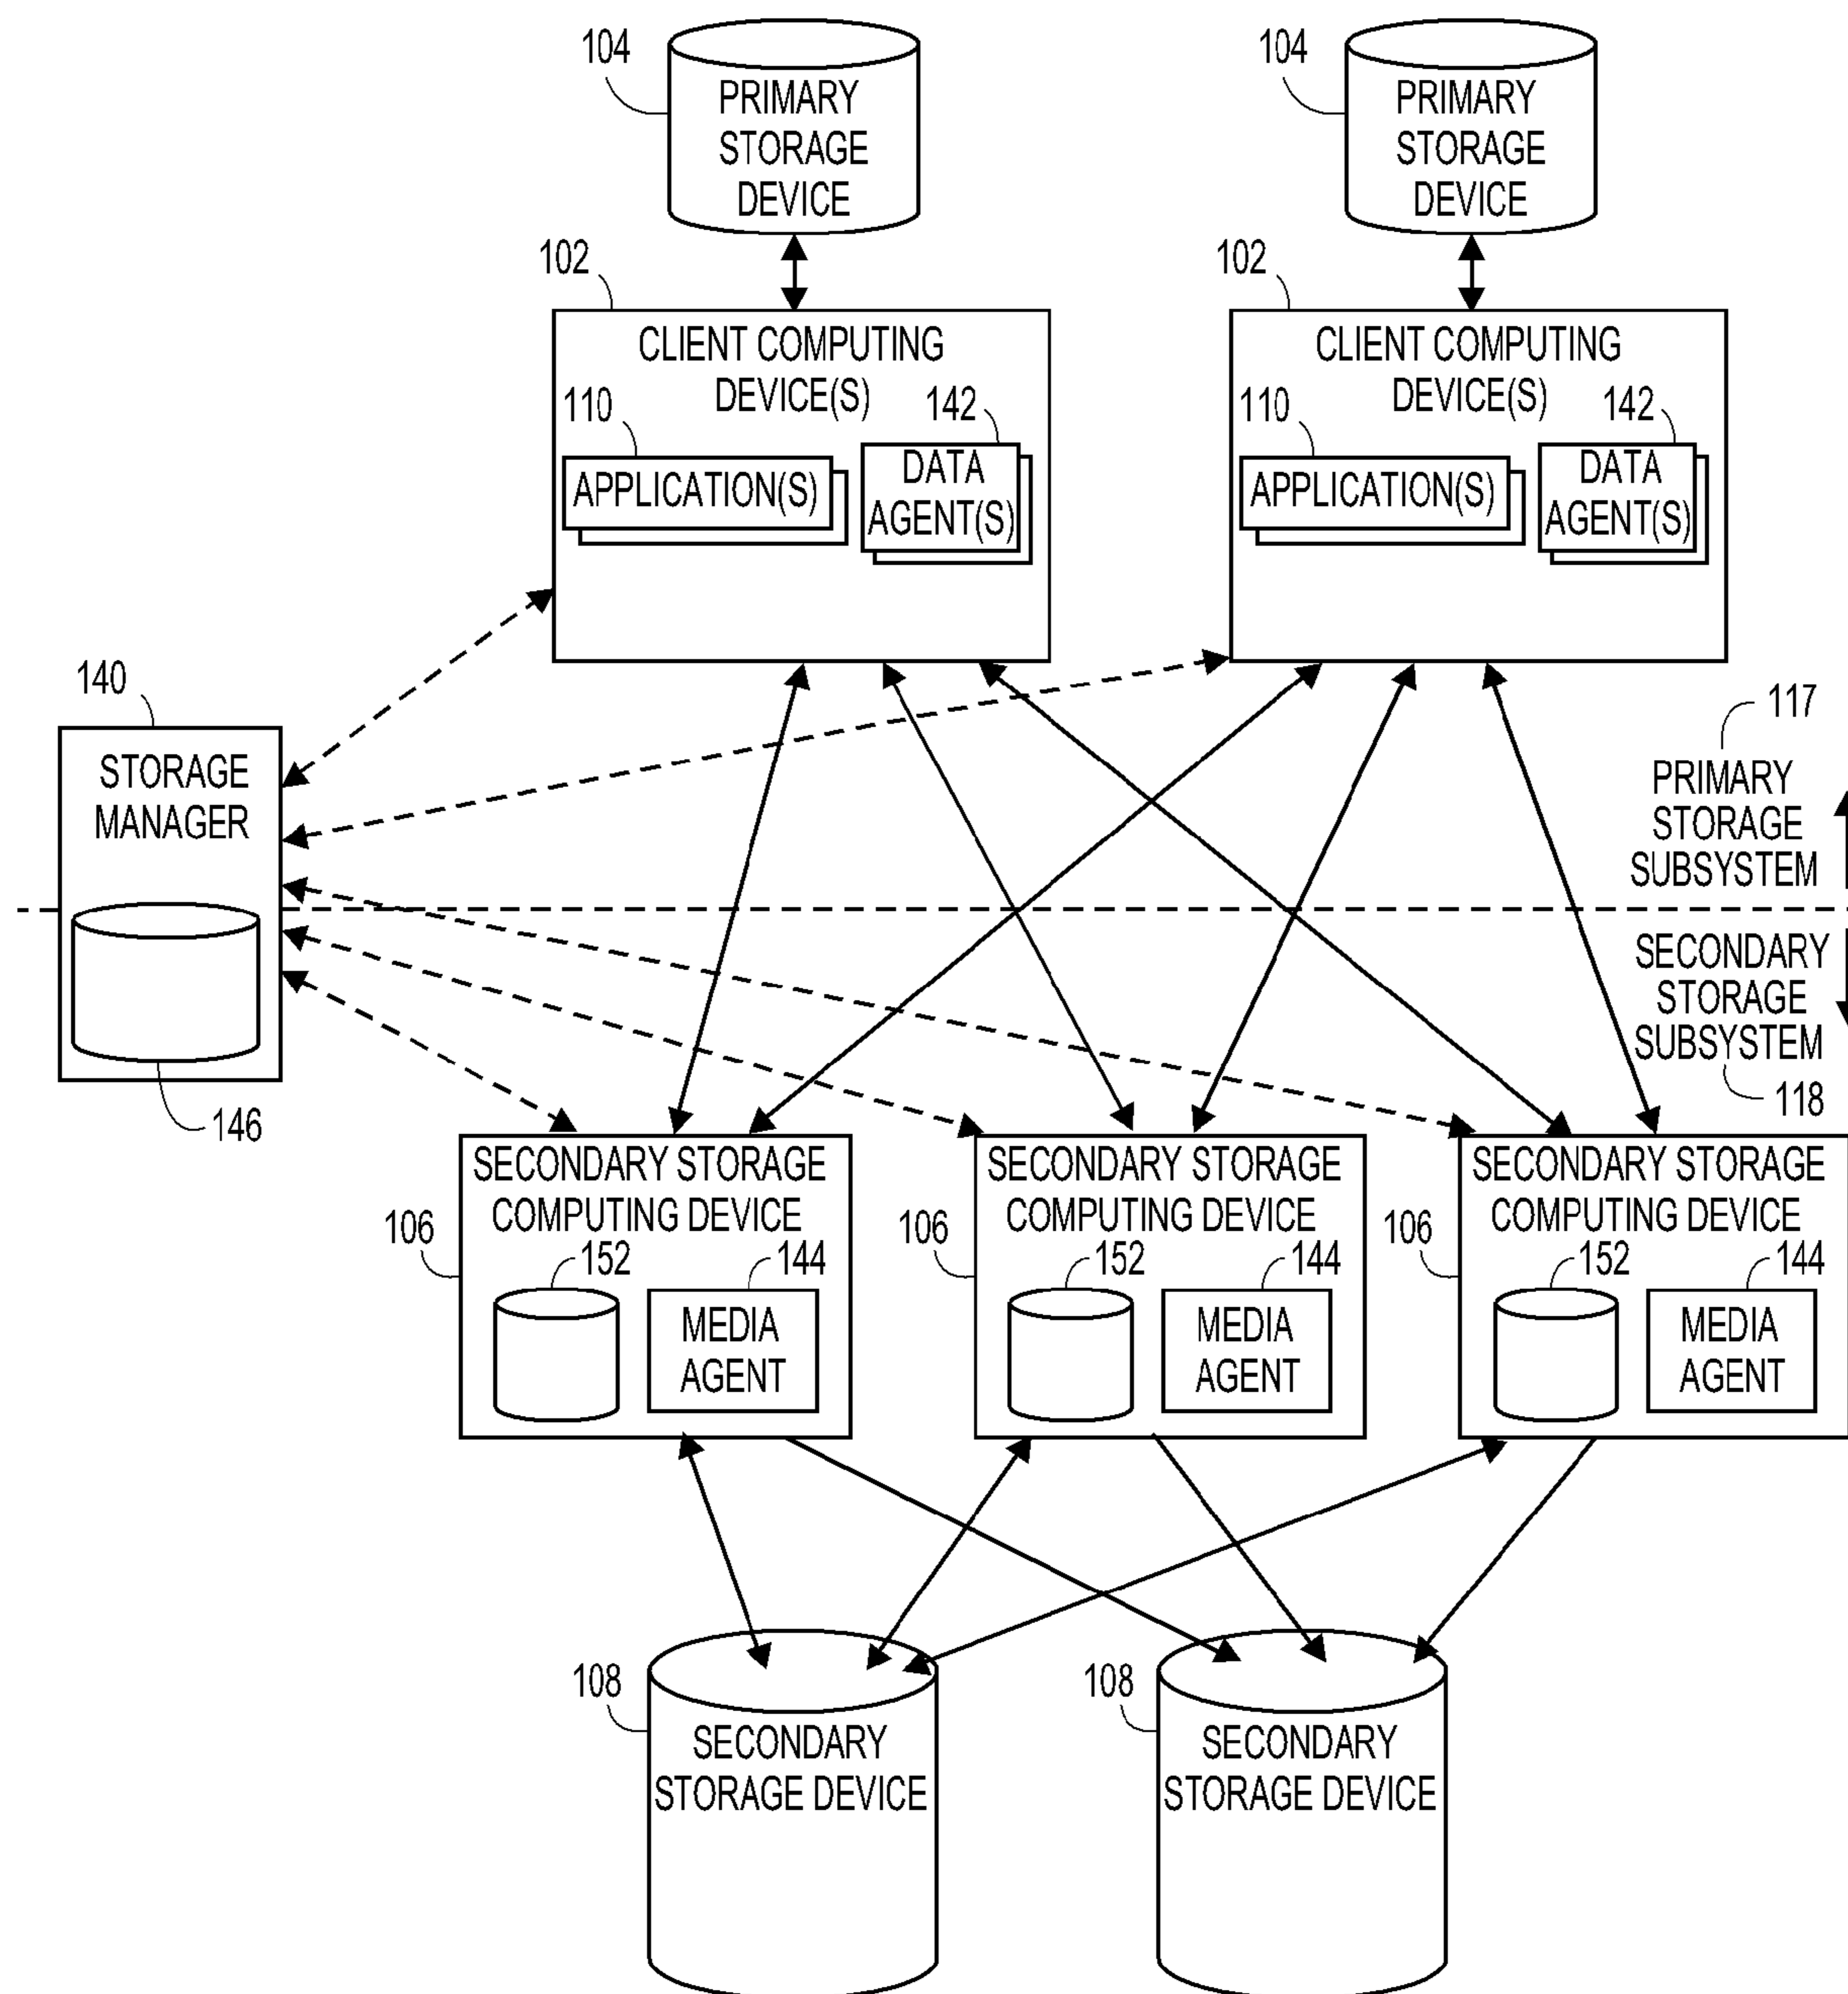 104
PRIMARY
STORAGE
DEVICE
104
PRIMARY
STORAGE
DEVICE
102
CLIENT COMPUTING
DEVICE(S)
110
APPLICATION(S)
142
DATA
AGENT(S)
102
CLIENT COMPUTING
DEVICE(S)
110
APPLICATION(S)
142
DATA
AGENT(S)
140
STORAGE
MANAGER
146
117
PRIMARY
STORAGE
SUBSYSTEM
SECONDARY
STORAGE
SUBSYSTEM
118
106
SECONDARY STORAGE
COMPUTING DEVICE
152
144
MEDIA
AGENT
106
SECONDARY STORAGE
COMPUTING DEVICE
152
144
MEDIA
AGENT
106
SECONDARY STORAGE
COMPUTING DEVICE
152
144
MEDIA
AGENT
108
SECONDARY
STORAGE DEVICE
108
SECONDARY
STORAGE DEVICE